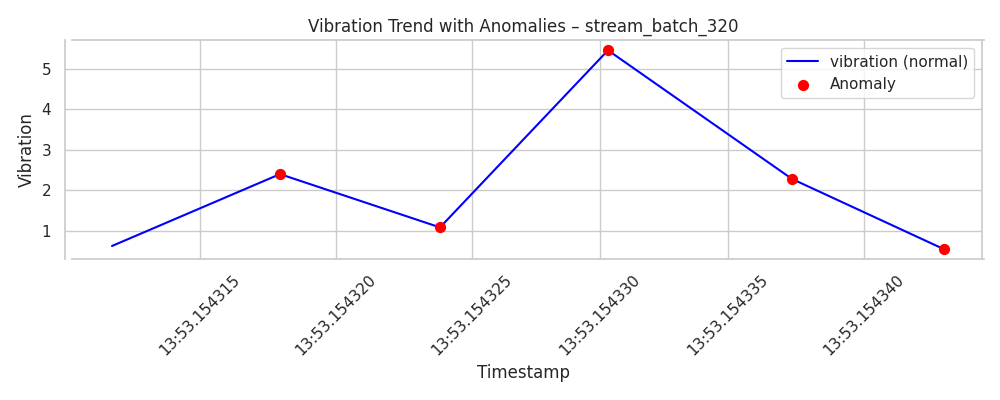 Vibration Trend with Anomalies – stream_batch_320
vibration (normal)
Anomaly
Vibration
5
4
3
2
1
13:53.154315
13:53.154320
13:53.154325
13:53.154330
13:53.154335
13:53.154340
Timestamp